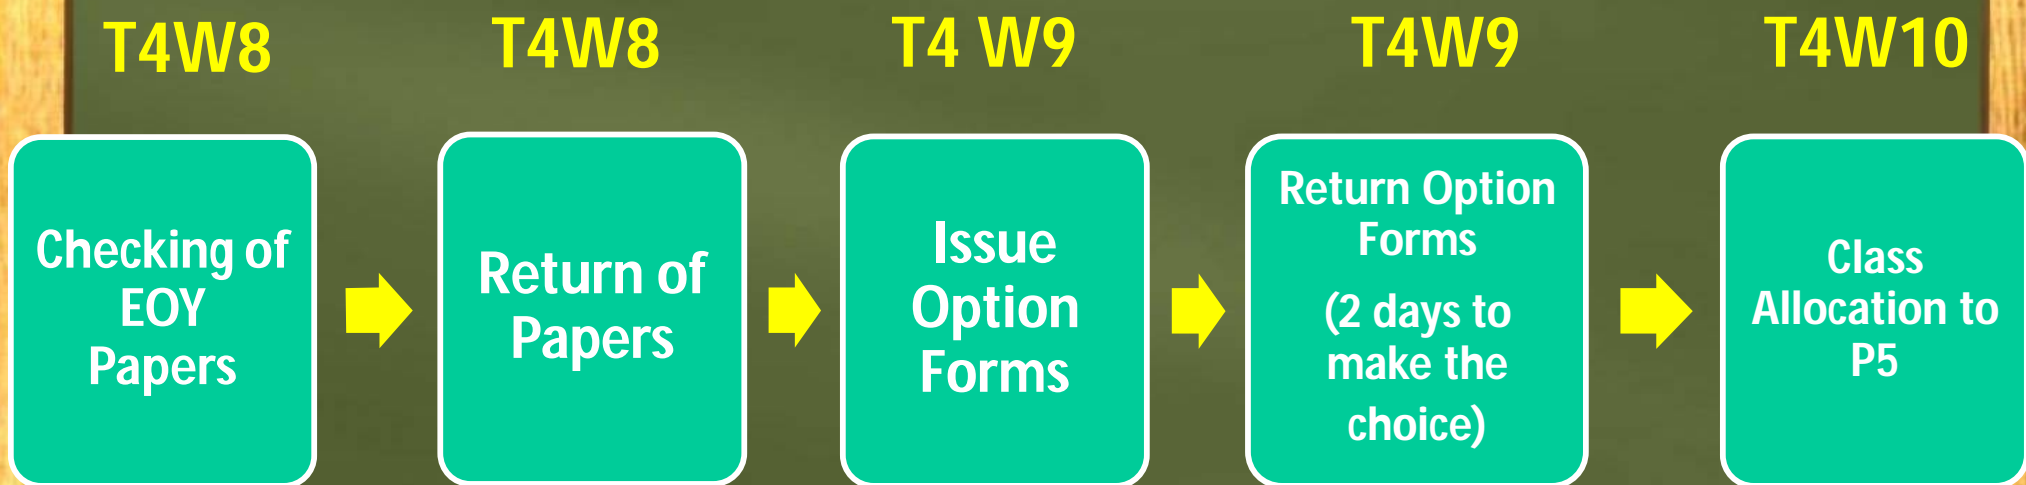 T4W8
T4W8
T4 W9
T4W9
T4W10
Checking of
EOY
Papers
Return of
Papers
Issue
Option
Forms
Return Option
Forms
(2 days to
make the
choice)
Class
Allocation to
P5